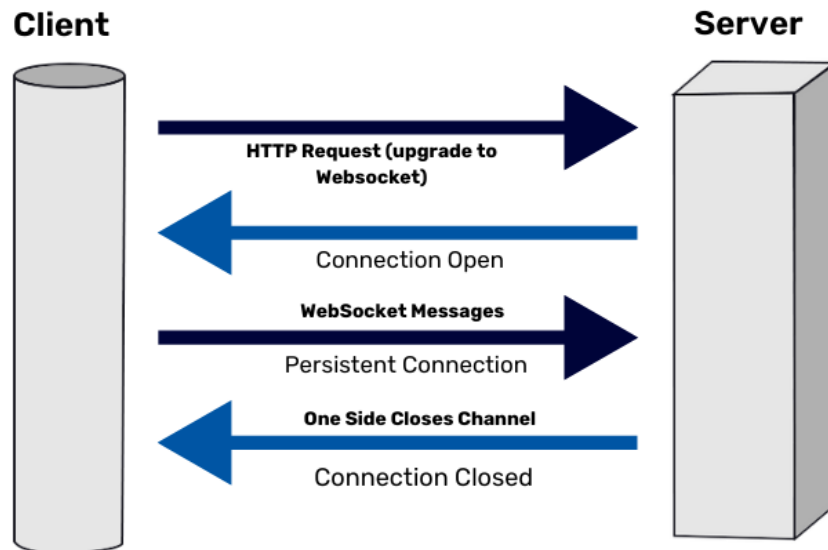 Client
Server
HTTP Request (upgrade to
Websocket)
Connection Open
WebSocket Messages
Persistent Connection
One Side Closes Channel
Connection Closed